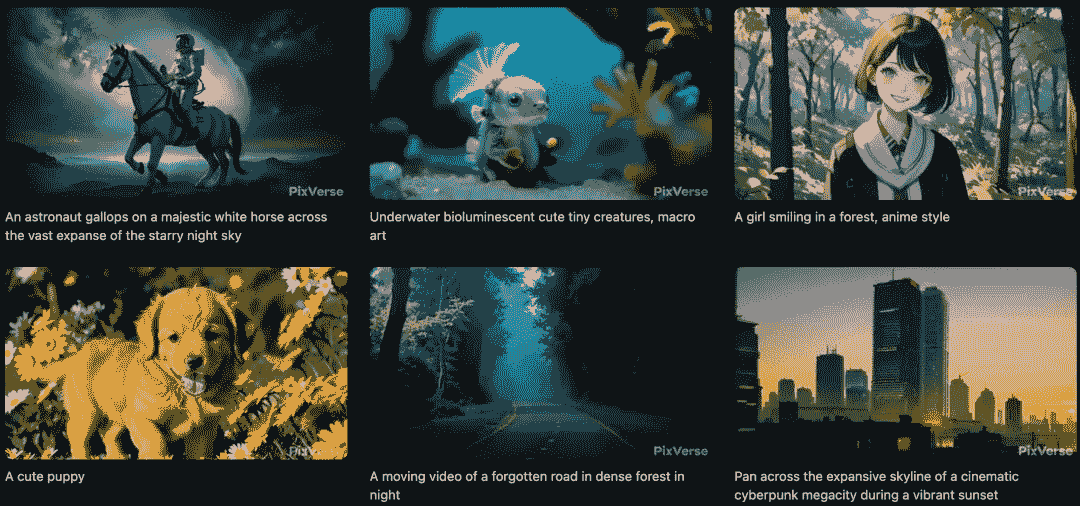 PixVerse
PixVerse
PixVerse
An astronaut gallops on a majestic white horse across
the vast expanse of the starry night sky
Underwater bioluminescent cute tiny creatures, macro
art
A girl smiling in a forest, anime style
PixVerse
PixVerse
PixVerse
A cute puppy
A moving video of a forgotten road in dense forest in
night
Pan across the expansive skyline of a cinematic
cyberpunk megacity during a vibrant sunset